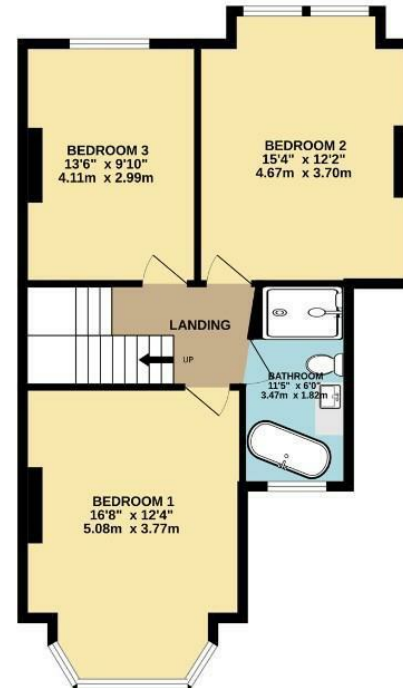 BEDROOM 3
13'6" x 9'10"
4.11m x 2.99m
BEDROOM 2
15'4" x 12'2"
4.67m x 3.70m
LANDING
UP
BATHROOM
11'5" x 6'0"
3.47m x 1.82m
BEDROOM 1
16'8" x 12'4"
5.08m x 3.77m